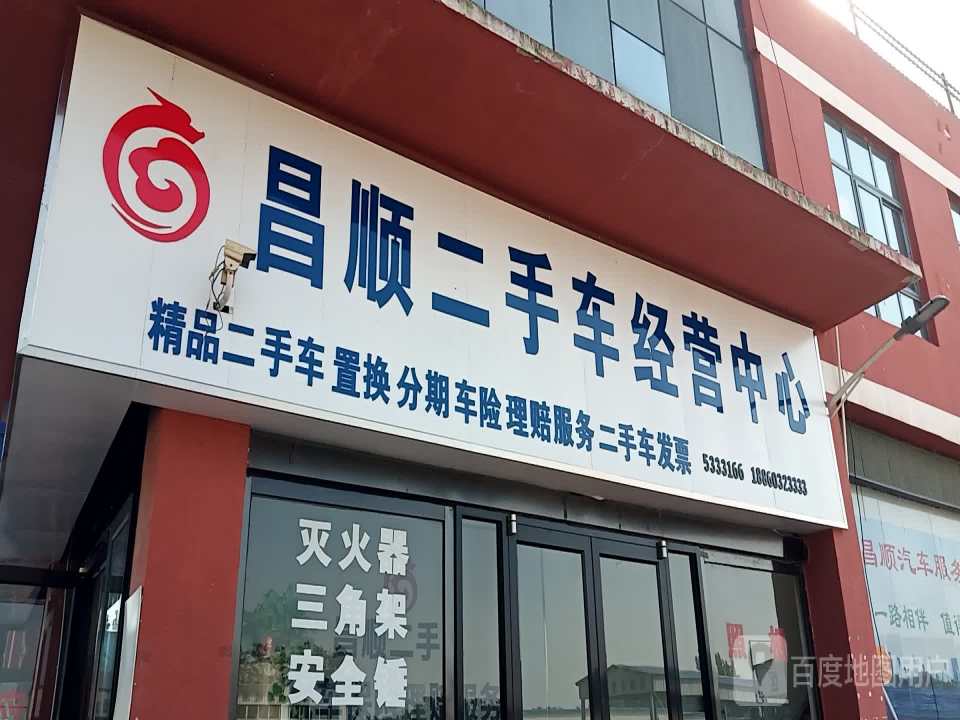 昌顺二手车经营中心
精品二手车置换 分期 车险 理赔服务 二手车发票 5333166 18860323333
灭火器
三角架
安全锤
昌顺汽车服务
一路相伴 值得
百度地图用户